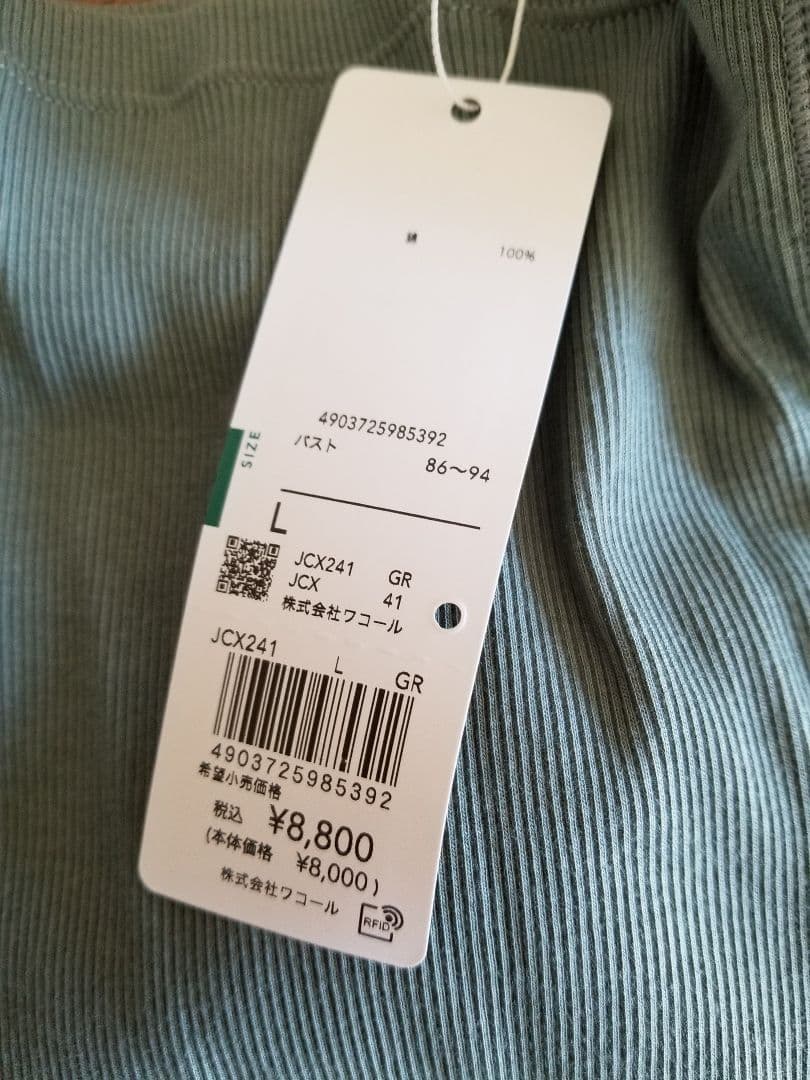 綿 100%
4903725985392
バスト
86～94
SIZE
L
JCX241 GR
JCX 41
株式会社ワコール
JCX241 L GR
4903725985392
希望小売価格
税込 ¥8,800
(本体価格 ¥8,000)
株式会社ワコール
RFID